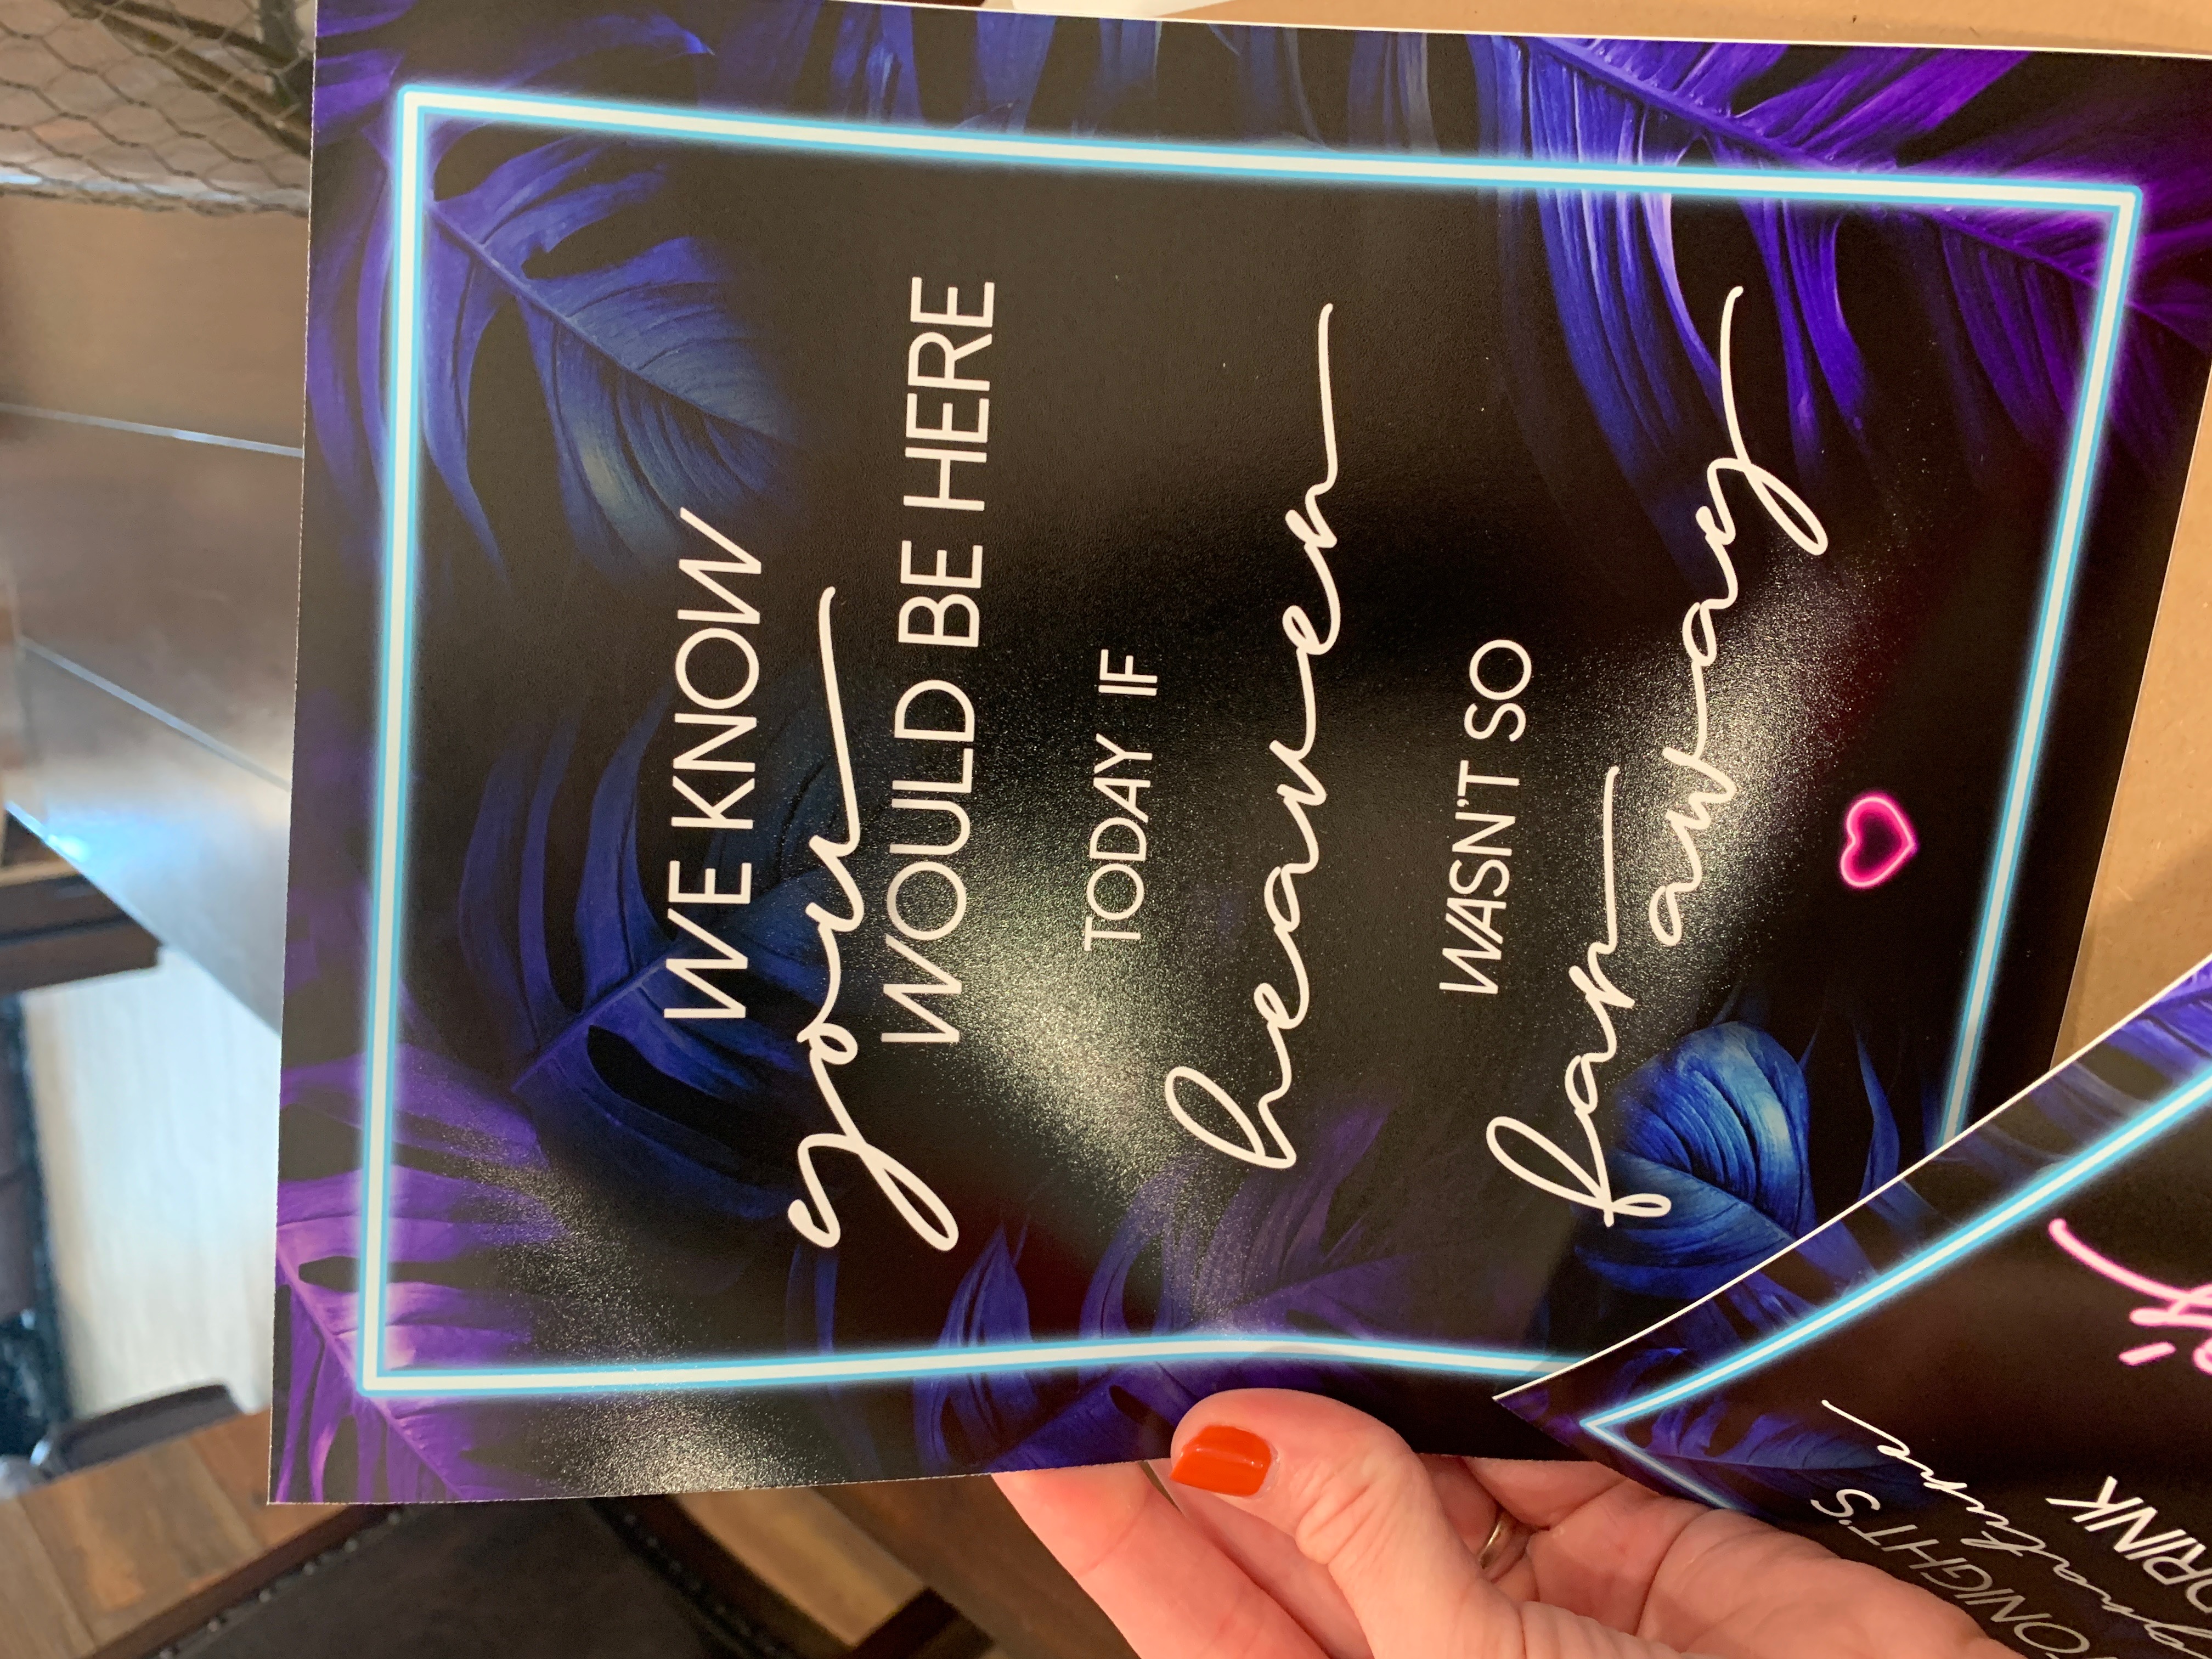 WE KNOW
you
WOULD BE HERE
TODAY IF
heaven
WASN'T SO
far away